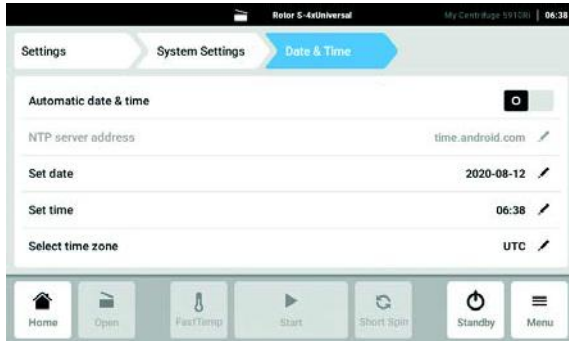 Rotor S-4xUniversal My Centrifuge 5910Ri 06:38
Settings System Settings Date & Time
Automatic date & time O
NTP server address time.android.com
Set date 2020-08-12
Set time 06:38
Select time zone UTC
Home Open FastTemp Start Short Spin Standby Menu